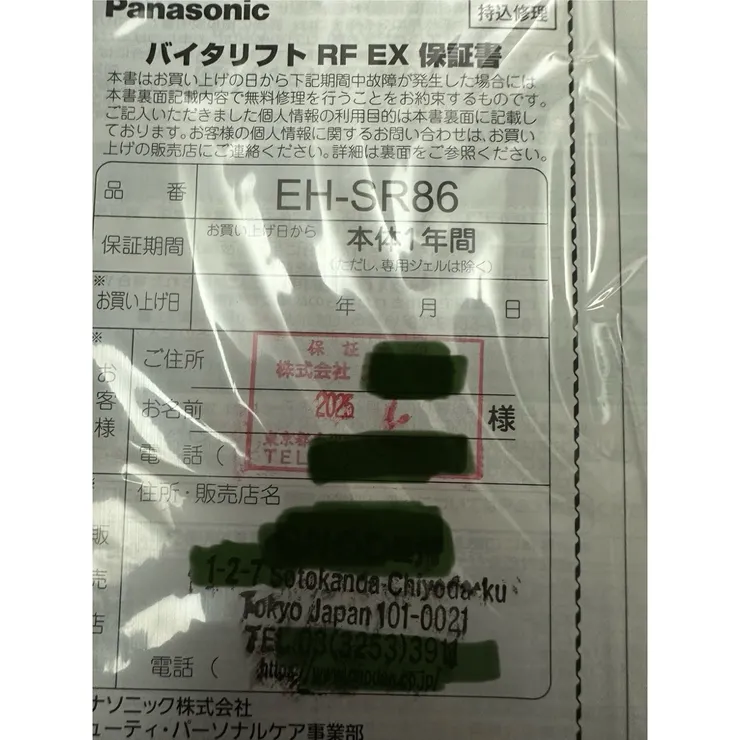 Panasonic
持込修理
バイタリフト RF EX 保証書
本書はお買い上げの日から下記期間中故障が発生した場合には
本書裏面記載内容で無料修理を行うことをお約束するものです。
ご記入いただきました個人情報の利用目的は本書裏面に記載し
ております。お客様の個人情報に関するお問い合わせは、お買い
上げの販売店にご連絡ください。詳細は裏面をご参照ください。
品番 EH-SR86
保証期間 お買い上げ日から 本体1年間
(ただし、専用ジェルは除く)
※お買い上げ日 年 月 日
※お客様
ご住所
お名前 様
電話(
保証
株式会社
2025
東京都
TEL
住所・販売店名
販売店
1-2-7 Sotokanda-Chiyoda-ku
Tokyo Japan 101-0021
TEL.03(3253)391
電話(
ナソニック株式会社
ューティ・パーソナルケア事業部